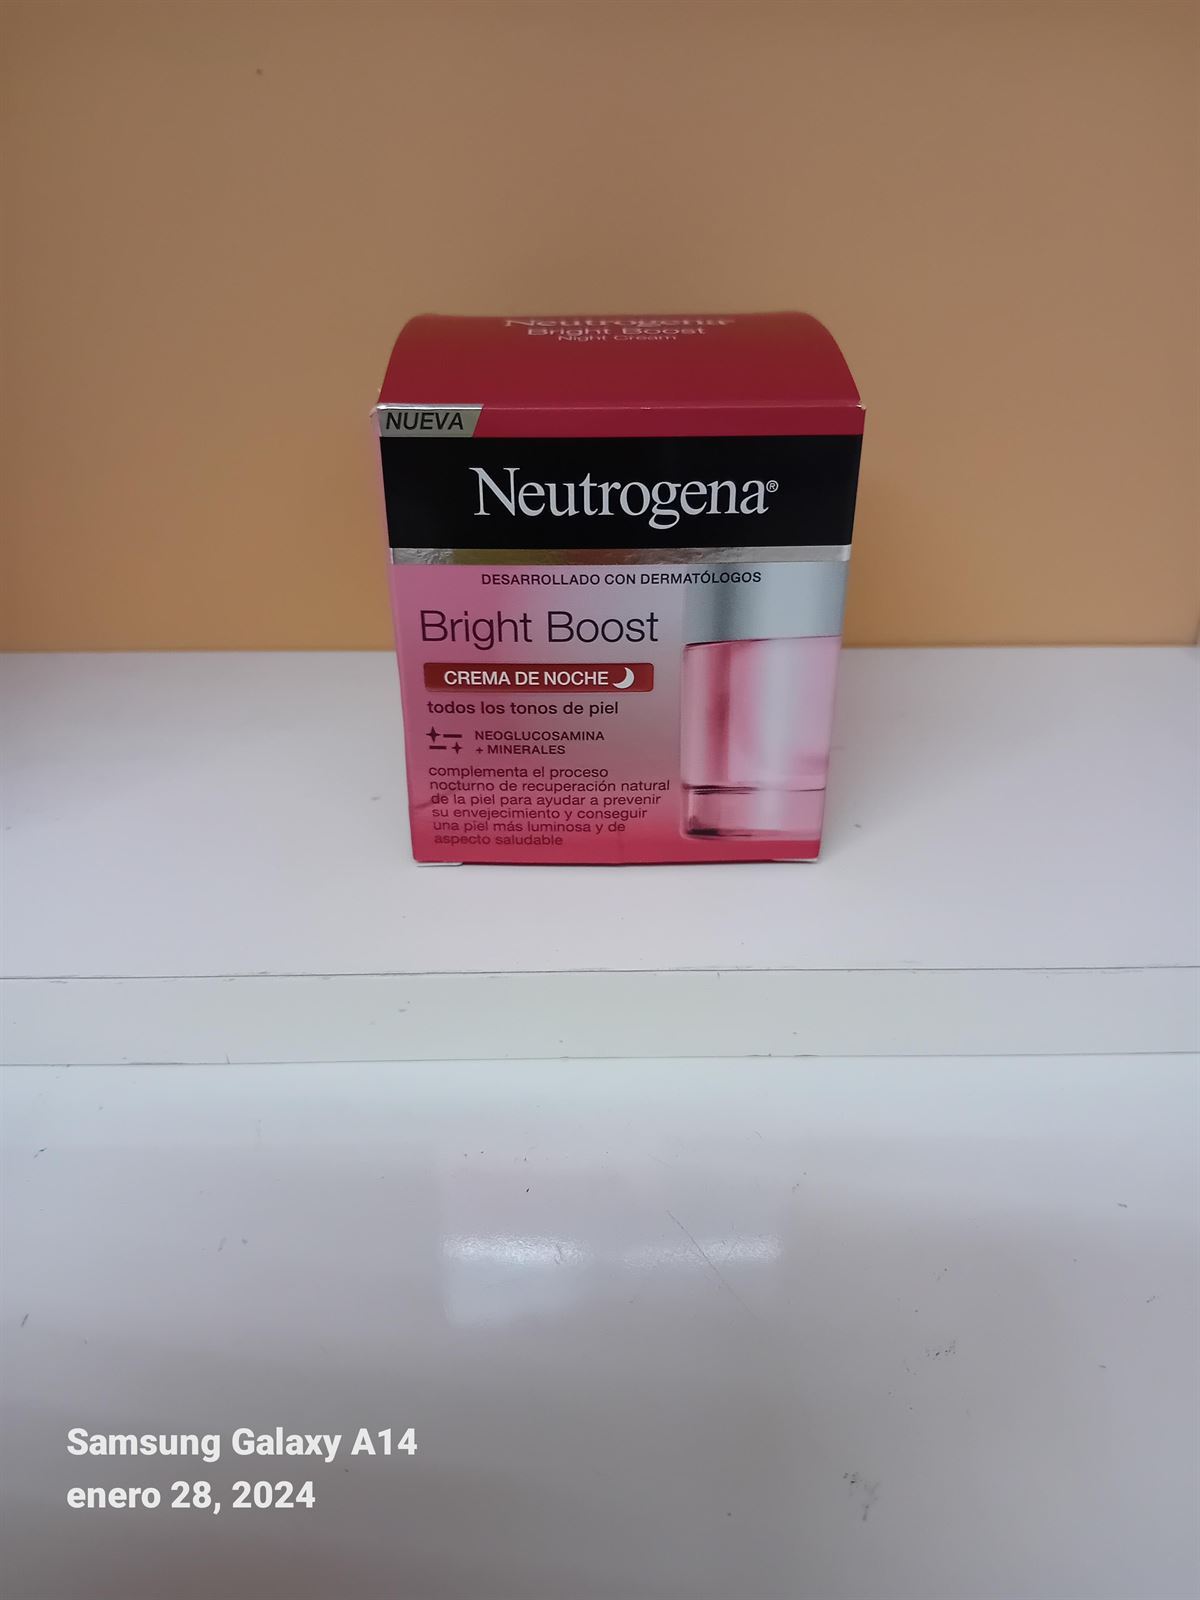 Neutrogena
Bright Boost
Night Cream
NUEVA
Neutrogena®
DESARROLLADO CON DERMATÓLOGOS
Bright Boost
CREMA DE NOCHE
todos los tonos de piel
NEOGLUCOSAMINA
+ MINERALES
complementa el proceso
nocturno de recuperación natural
de la piel para ayudar a prevenir
su envejecimiento y conseguir
una piel más luminosa y de
aspecto saludable
Samsung Galaxy A14
enero 28, 2024